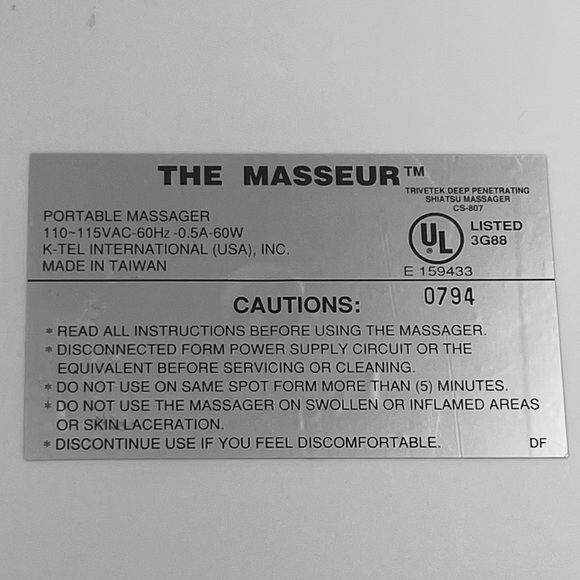 THE MASSEUR™
TRIVETEK DEEP PENETRATING
SHIATSU MASSAGER
CS-807
PORTABLE MASSAGER
110~115VAC-60Hz-0.5A-60W
K-TEL INTERNATIONAL (USA), INC.
MADE IN TAIWAN
UL
LISTED
3G88
E 159433
0794
CAUTIONS:
* READ ALL INSTRUCTIONS BEFORE USING THE MASSAGER.
* DISCONNECTED FORM POWER SUPPLY CIRCUIT OR THE
EQUIVALENT BEFORE SERVICING OR CLEANING.
* DO NOT USE ON SAME SPOT FORM MORE THAN (5) MINUTES.
* DO NOT USE THE MASSAGER ON SWOLLEN OR INFLAMED AREAS
OR SKIN LACERATION.
* DISCONTINUE USE IF YOU FEEL DISCOMFORTABLE.
DF